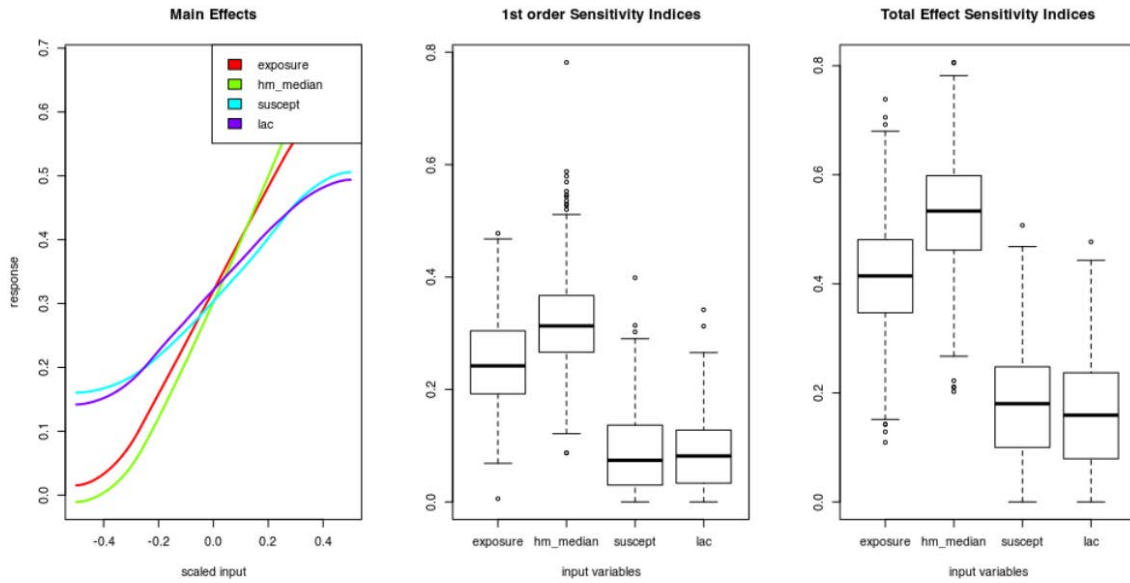 Main Effects
response
0.7
0.6
0.5
0.4
0.3
0.2
0.1
0.0
exposure
hm_median
suscept
lac
-0.4 -0.2 0.0 0.2 0.4
scaled input
1st order Sensitivity Indices
0.8
0.6
0.4
0.2
0.0
exposure hm_median suscept lac
input variables
Total Effect Sensitivity Indices
0.8
0.6
0.4
0.2
0.0
exposure hm_median suscept lac
input variables